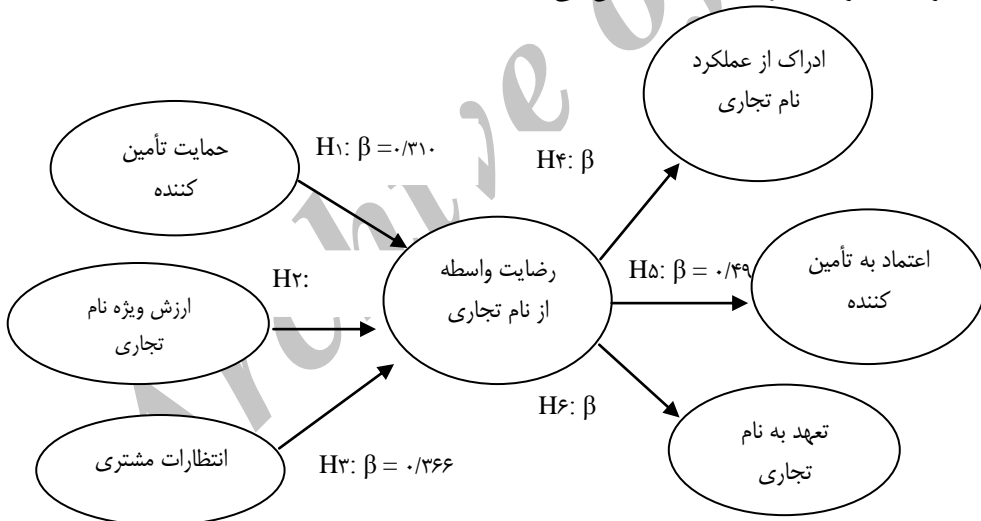 ادراک از عملکرد
نام تجاری
حمایت تأمین
کننده
H۱: β =۰/۳۱۰
H۴: β
رضایت واسطه
از نام تجاری
H۵: β = ۰/۴۹
اعتماد به تأمین
کننده
H۲:
ارزش ویژه نام
تجاری
H۶: β
تعهد به نام
تجاری
انتظارات مشتری
H۳: β = ۰/۳۶۶
Archive of